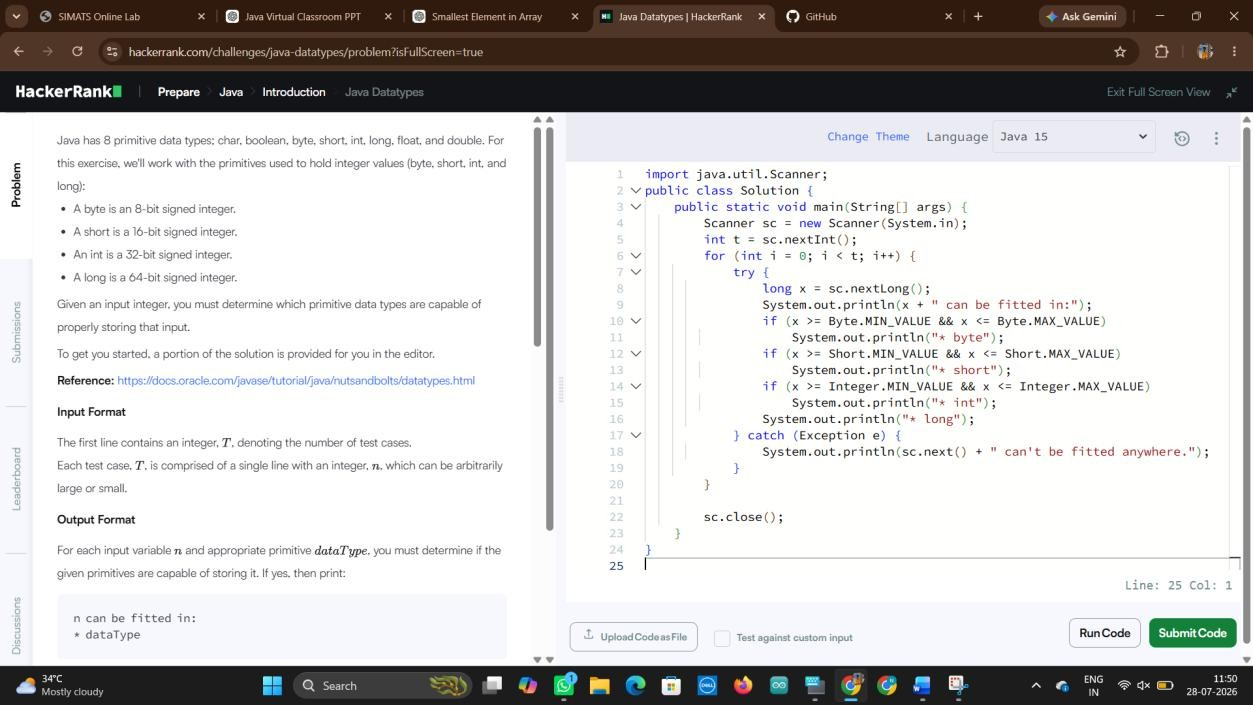 SIMATS Online Lab
Java Virtual Classroom PPT
Smallest Element in Array
Java Datatypes | HackerRank
GitHub
Ask Gemini
hackerrank.com/challenges/java-datatypes/problem?isFullScreen=true
HackerRank
Prepare > Java > Introduction > Java Datatypes
Exit Full Screen View
Problem
Submissions
Leaderboard
Discussions
Java has 8 primitive data types; char, boolean, byte, short, int, long, float, and double. For
this exercise, we'll work with the primitives used to hold integer values (byte, short, int, and
long):
• A byte is an 8-bit signed integer.
• A short is a 16-bit signed integer.
• An int is a 32-bit signed integer.
• A long is a 64-bit signed integer.
Given an input integer, you must determine which primitive data types are capable of
properly storing that input.
To get you started, a portion of the solution is provided for you in the editor.
Reference: https://docs.oracle.com/javase/tutorial/java/nutsandbolts/datatypes.html
Input Format
The first line contains an integer, T, denoting the number of test cases.
Each test case, T, is comprised of a single line with an integer, n, which can be arbitrarily
large or small.
Output Format
For each input variable n and appropriate primitive dataType, you must determine if the
given primitives are capable of storing it. If yes, then print:
n can be fitted in:
* dataType
Change Theme
Language
Java 15
1 import java.util.Scanner;
2 public class Solution {
3     public static void main(String[] args) {
4         Scanner sc = new Scanner(System.in);
5         int t = sc.nextInt();
6         for (int i = 0; i < t; i++) {
7             try {
8                 long x = sc.nextLong();
9                 System.out.println(x + " can be fitted in:");
10                 if (x >= Byte.MIN_VALUE && x <= Byte.MAX_VALUE)
11                     System.out.println("* byte");
12                 if (x >= Short.MIN_VALUE && x <= Short.MAX_VALUE)
13                     System.out.println("* short");
14                 if (x >= Integer.MIN_VALUE && x <= Integer.MAX_VALUE)
15                     System.out.println("* int");
16                 System.out.println("* long");
17             } catch (Exception e) {
18                 System.out.println(sc.next() + " can't be fitted anywhere.");
19             }
20         }
21
22         sc.close();
23     }
24 }
25
Line: 25 Col: 1
Upload Code as File
Test against custom input
Run Code
Submit Code
34°C
Mostly cloudy
Search
1
DELL
ENG
IN
11:50
28-07-2026